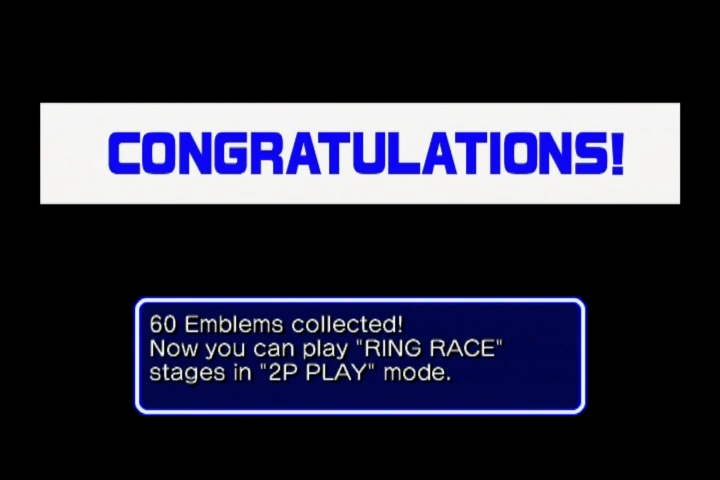 CONGRATULATIONS!
60 Emblems collected!
Now you can play "RING RACE"
stages in "2P PLAY" mode.